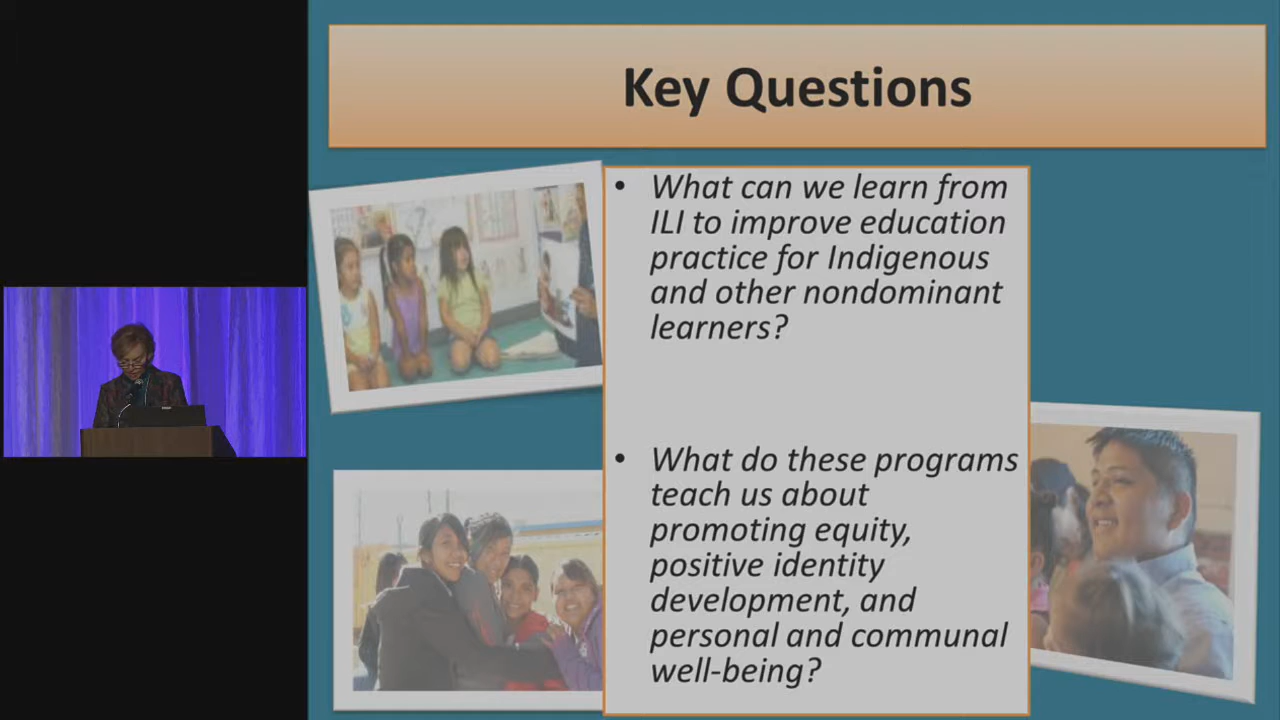 Key Questions
• What can we learn from
ILI to improve education
practice for Indigenous
and other nondominant
learners?
• What do these programs
teach us about
promoting equity,
positive identity
development, and
personal and communal
well-being?